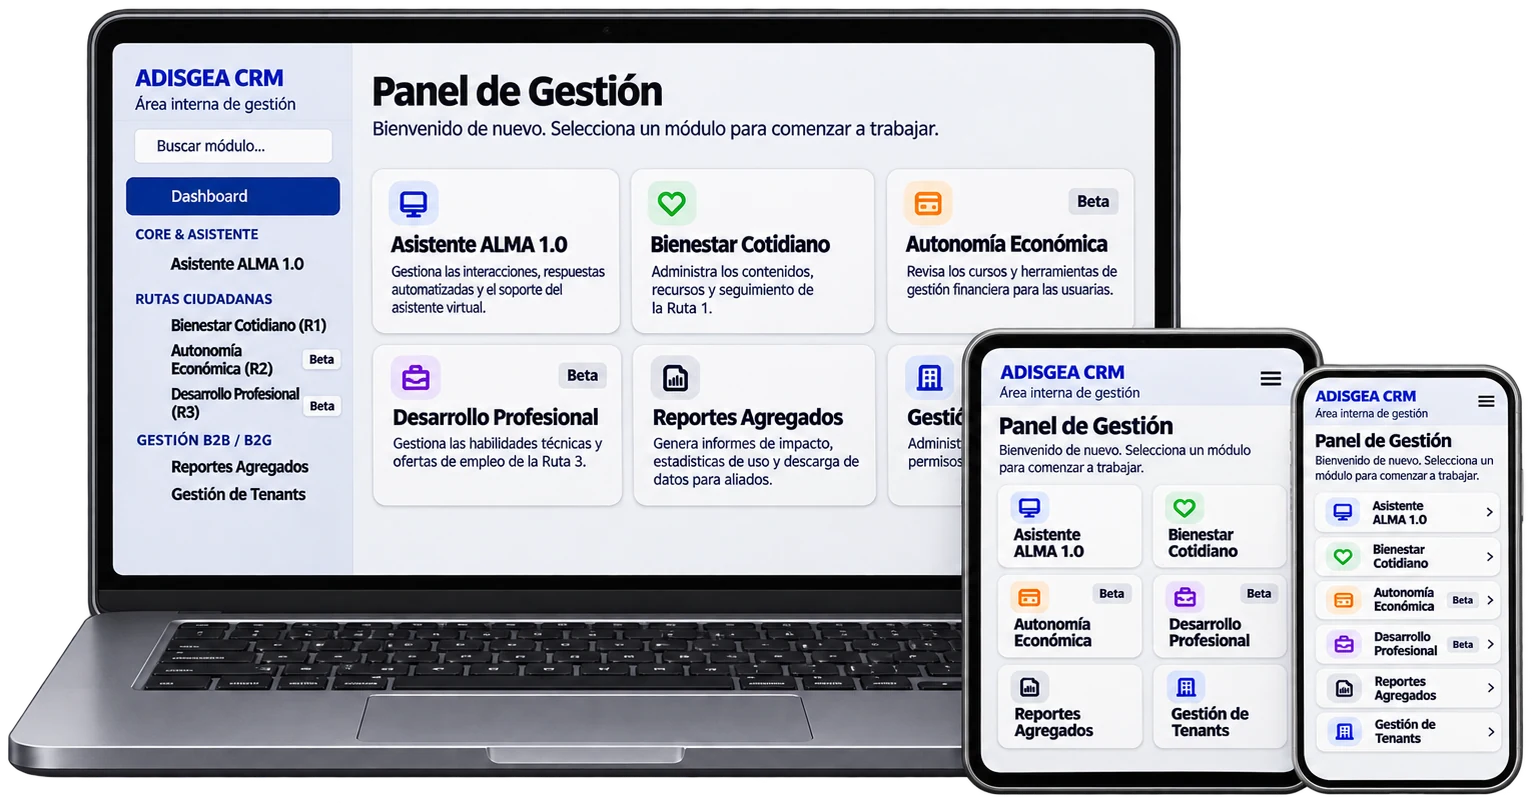 ADISGEA CRM
Área interna de gestión
Buscar módulo...
Dashboard
CORE & ASISTENTE
Asistente ALMA 1.0
RUTAS CIUDADANAS
Bienestar Cotidiano (R1)
Autonomía
Económica (R2)
Beta
Desarrollo Profesional
(R3)
Beta
GESTIÓN B2B / B2G
Reportes Agregados
Gestión de Tenants
Panel de Gestión
Bienvenido de nuevo. Selecciona un módulo para comenzar a trabajar.
Asistente ALMA 1.0
Gestiona las interacciones, respuestas
automatizadas y el soporte del
asistente virtual.
Bienestar Cotidiano
Administra los contenidos,
recursos y seguimiento de
la Ruta 1.
Beta
Autonomía Económica
Revisa los cursos y herramientas de
gestión financiera para las usuarias.
Beta
Desarrollo Profesional
Gestiona las habilidades técnicas y
ofertas de empleo de la Ruta 3.
Reportes Agregados
Genera informes de impacto,
estadisticas de uso y descarga de
datos para aliados.
Gestió
Administ
permisos
ADISGEA CRM
Área interna de gestión
Panel de Gestión
Bienvenido de nuevo. Selecciona un módulo
para comenzar a trabajar.
Asistente
ALMA 1.0
Bienestar
Cotidiano
Beta
Autonomía
Económica
Beta
Desarrollo
Profesional
Reportes
Agregados
Gestión de
Tenants
ADISGEA CRM
Área interna de gestión
Panel de Gestión
Bienvenido de nuevo. Selecciona un
módulo para comenzar a trabajar.
Asistente
ALMA 1.0
Bienestar
Cotidiano
Autonomía
Económica
Beta
Desarrollo
Profesional
Beta
Reportes
Agregados
Gestión de
Tenants